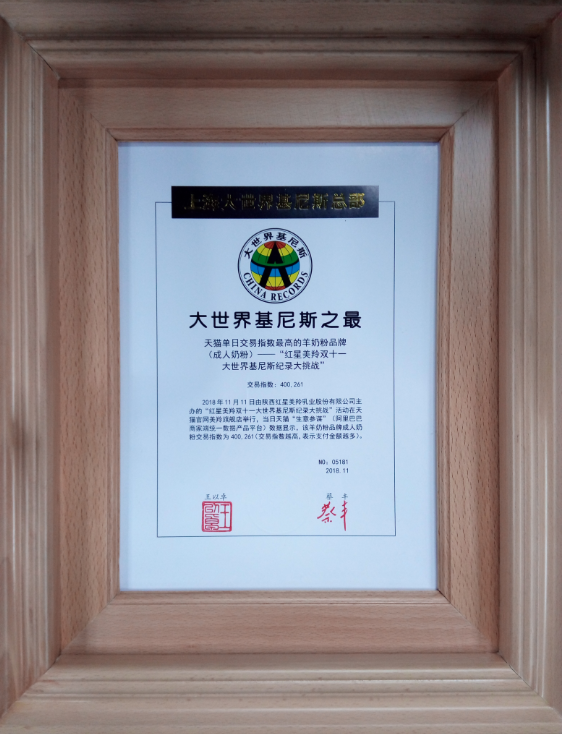 上海大世界基尼斯总部
大世界基尼斯
CHINA RECORDS
大世界基尼斯之最
天猫单日交易指数最高的羊奶粉品牌
（成人奶粉）——“红星美羚双十一
大世界基尼斯纪录大挑战”
交易指数：400,261
2018年11月11日由陕西红星美羚乳业股份有限公司主
办的“红星美羚双十一大世界基尼斯纪录大挑战”活动在天
猫官网美羚旗舰店举行，当日天猫“生意参谋”（阿里巴巴
商家端统一数据产品平台）数据显示，该羊奶粉品牌成人奶
粉交易指数为400,261（交易指数越高，表示支付金额越多）。
NO：05181
2018.11
王以卓 蔡 丰
蔡丰